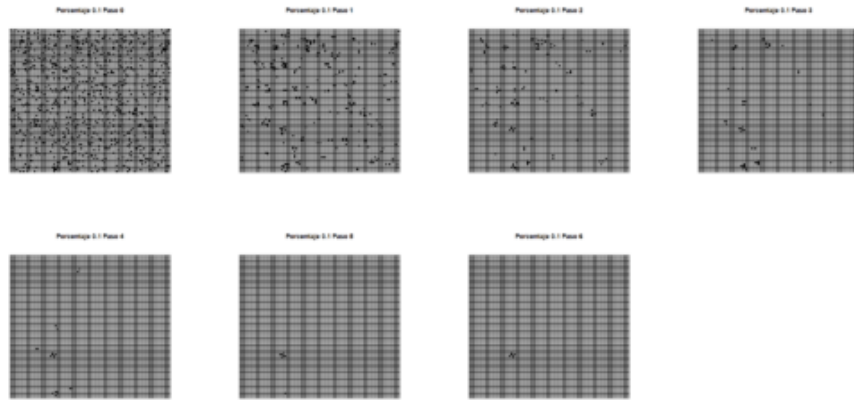 Porcentaje 0.1 Paso 0
Porcentaje 0.1 Paso 1
Porcentaje 0.1 Paso 2
Porcentaje 0.1 Paso 3
Porcentaje 0.1 Paso 4
Porcentaje 0.1 Paso 5
Porcentaje 0.1 Paso 6